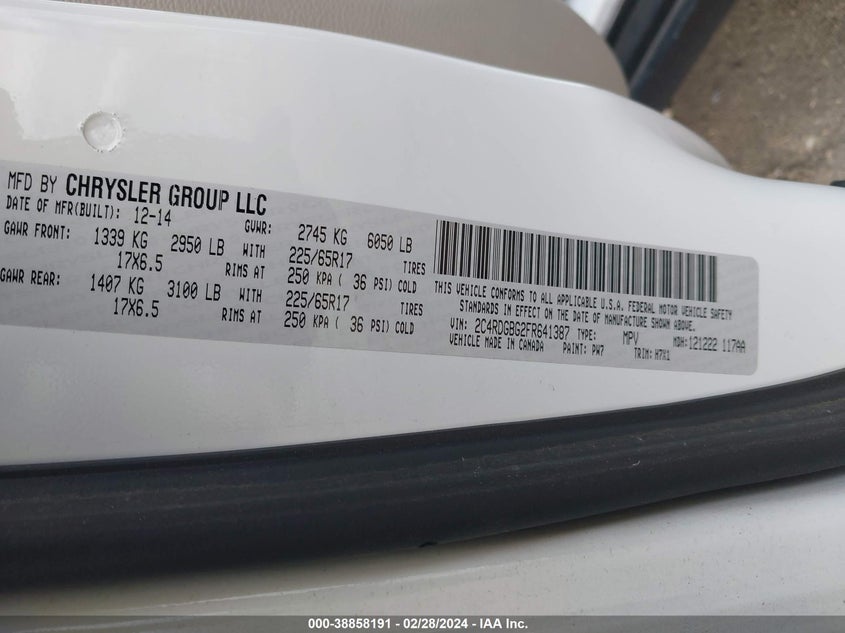 MFD BY CHRYSLER GROUP LLC
DATE OF MFR(BUILT): 12-14 GVWR: 2745 KG 6050 LB
GAWR FRONT: 1339 KG 2950 LB WITH 225/65R17 TIRES
17X6.5 RIMS AT 250 KPA ( 36 PSI) COLD
GAWR REAR: 1407 KG 3100 LB WITH 225/65R17 TIRES
17X6.5 RIMS AT 250 KPA ( 36 PSI) COLD
THIS VEHICLE CONFORMS TO ALL APPLICABLE U.S.A. FEDERAL MOTOR VEHICLE SAFETY
STANDARDS IN EFFECT ON THE DATE OF MANUFACTURE SHOWN ABOVE.
VIN: 2C4RDGBG2FR641387 TYPE: MPV MDH: 121222 117AA
VEHICLE MADE IN CANADA PAINT: PW7 TRIM: H7X1
000-38858191 - 02/28/2024 - IAA Inc.